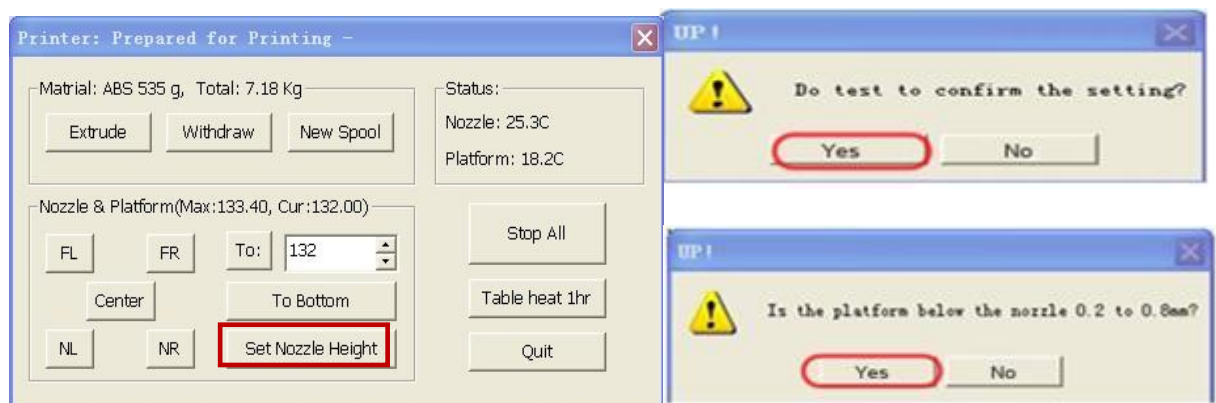 Printer: Prepared for Printing -
Matrial: ABS 535 g, Total: 7.18 Kg
Extrude Withdraw New Spool
Status:
Nozzle: 25.3C
Platform: 18.2C
Nozzle & Platform(Max:133.40, Cur:132.00)
FL FR To: 132
Center To Bottom
NL NR Set Nozzle Height
Stop All
Table heat 1hr
Quit
UP!
Do test to confirm the setting?
Yes No
UP!
Is the platform below the nozzle 0.2 to 0.8mm?
Yes No